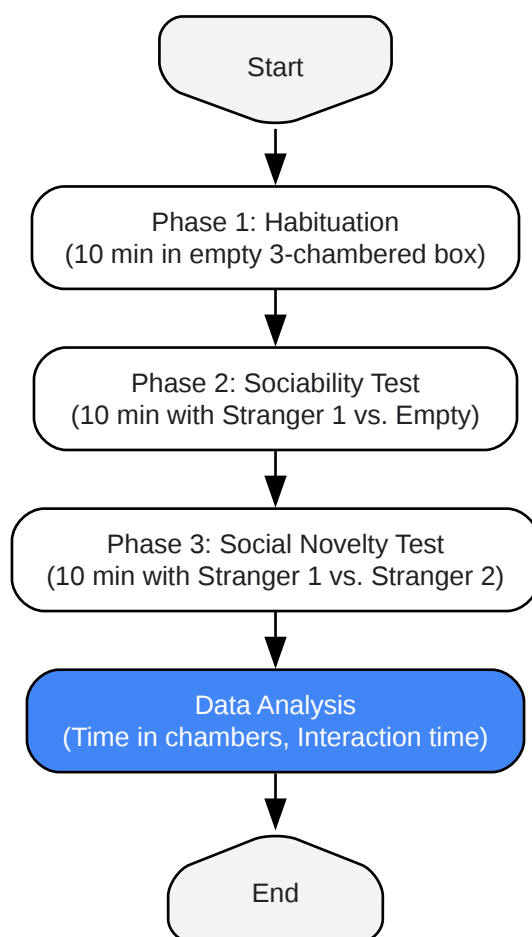 Start
Phase 1: Habituation
(10 min in empty 3-chambered box)
Phase 2: Sociability Test
(10 min with Stranger 1 vs. Empty)
Phase 3: Social Novelty Test
(10 min with Stranger 1 vs. Stranger 2)
Data Analysis
(Time in chambers, Interaction time)
End